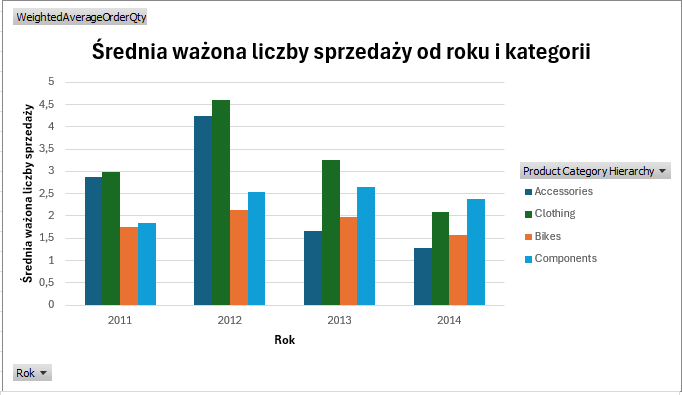 WeightedAverageOrderQty
Średnia ważona liczby sprzedaży od roku i kategorii
Średnia ważona liczby sprzedaży
5
4,5
4
3,5
3
2,5
2
1,5
1
0,5
0
2011
2012
2013
2014
Rok
Product Category Hierarchy
Accessories
Clothing
Bikes
Components
Rok